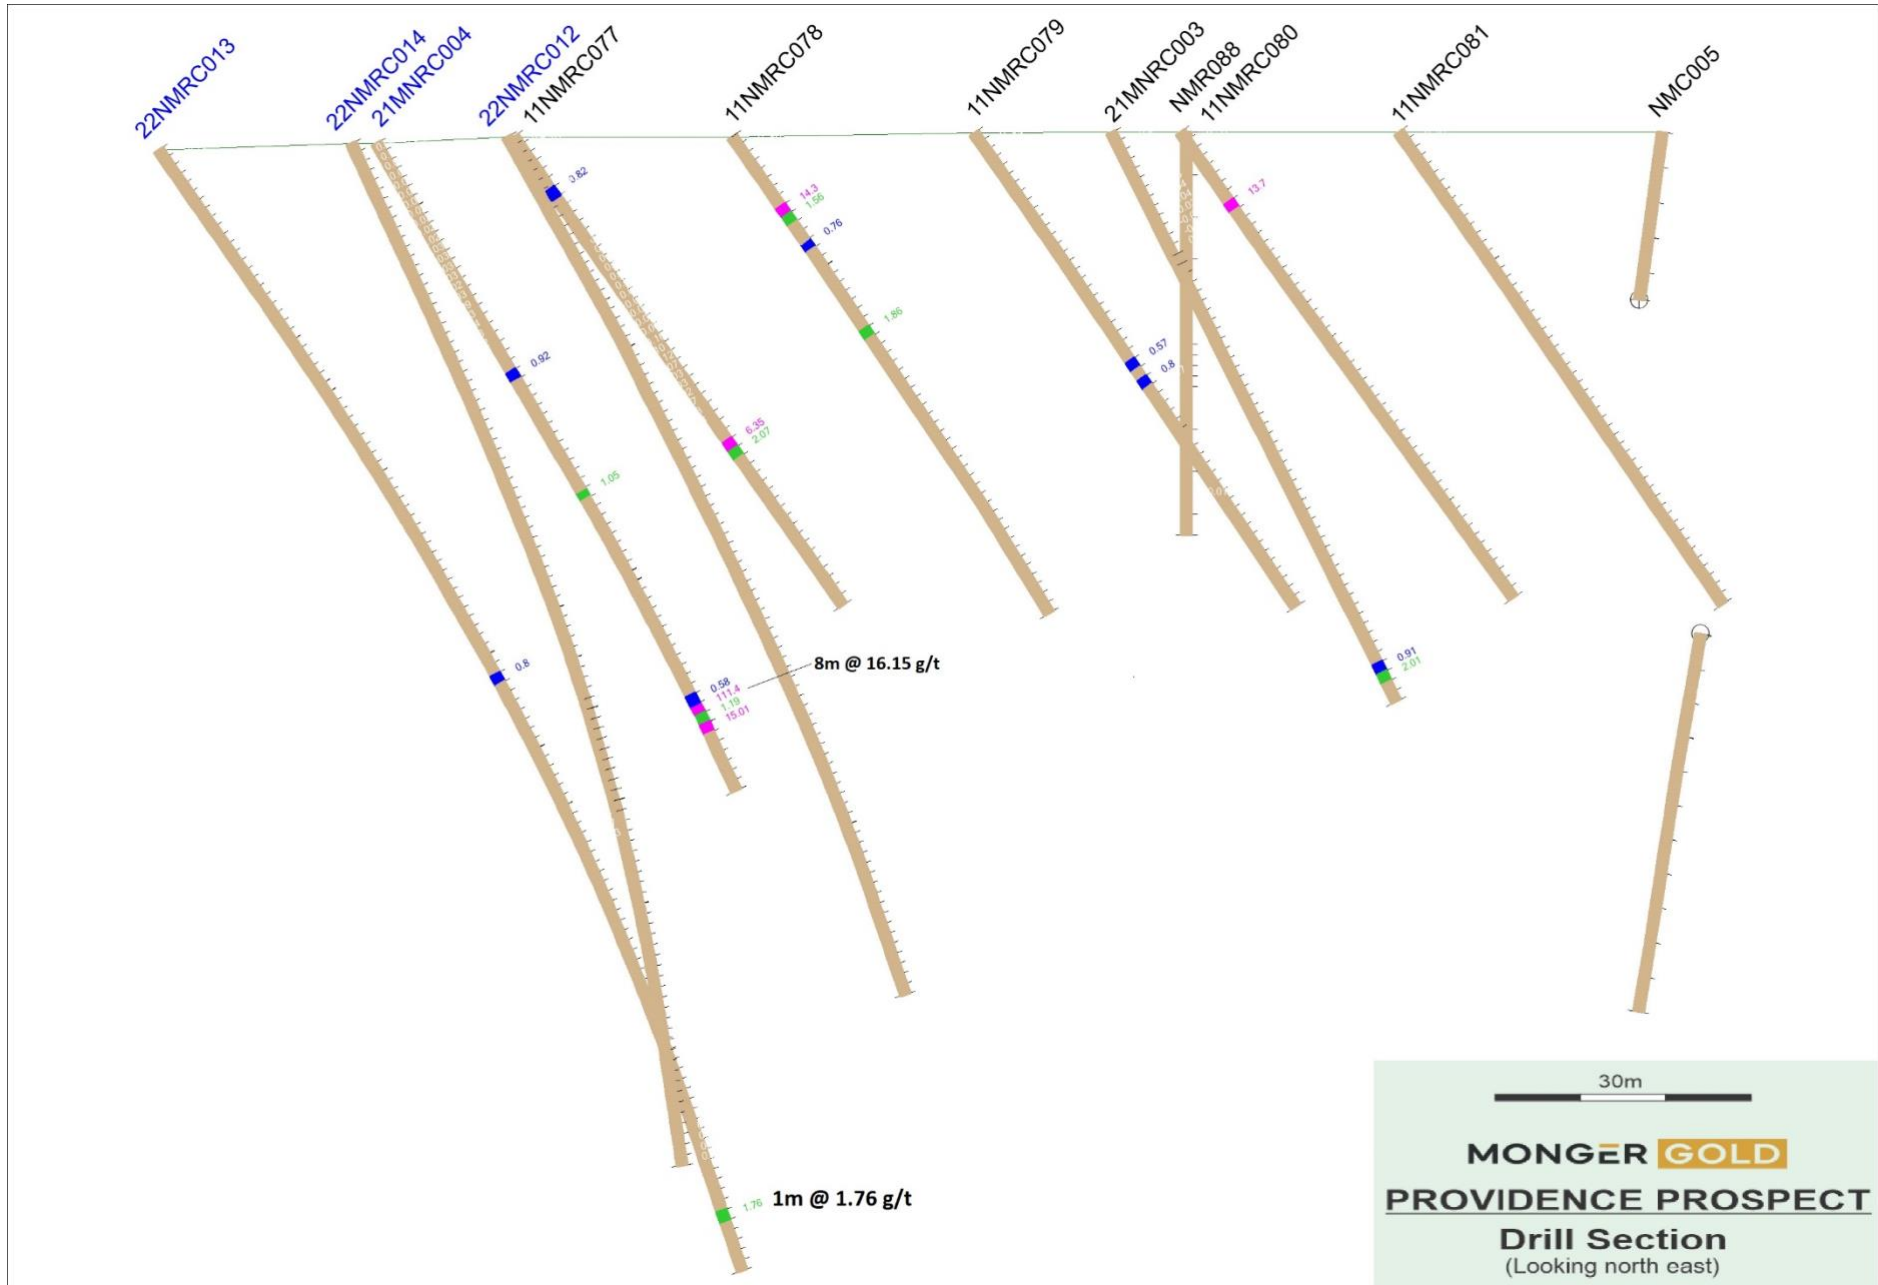 22NMRC013
22NMRC014
21MNRC004
22NMRC012
11NMRC077
11NMRC078
11NMRC079
21MNRC003
NMR088
11NMRC080
11NMRC081
NMC005
0.82
14.3
1.56
0.76
13.7
1.86
0.92
0.57
0.8
6.35
2.07
1.05
0.8
0.58
111.4
1.19
15.01
8m @ 16.15 g/t
0.91
2.01
1.76
1m @ 1.76 g/t
30m
MONGER GOLD
PROVIDENCE PROSPECT
Drill Section
(Looking north east)